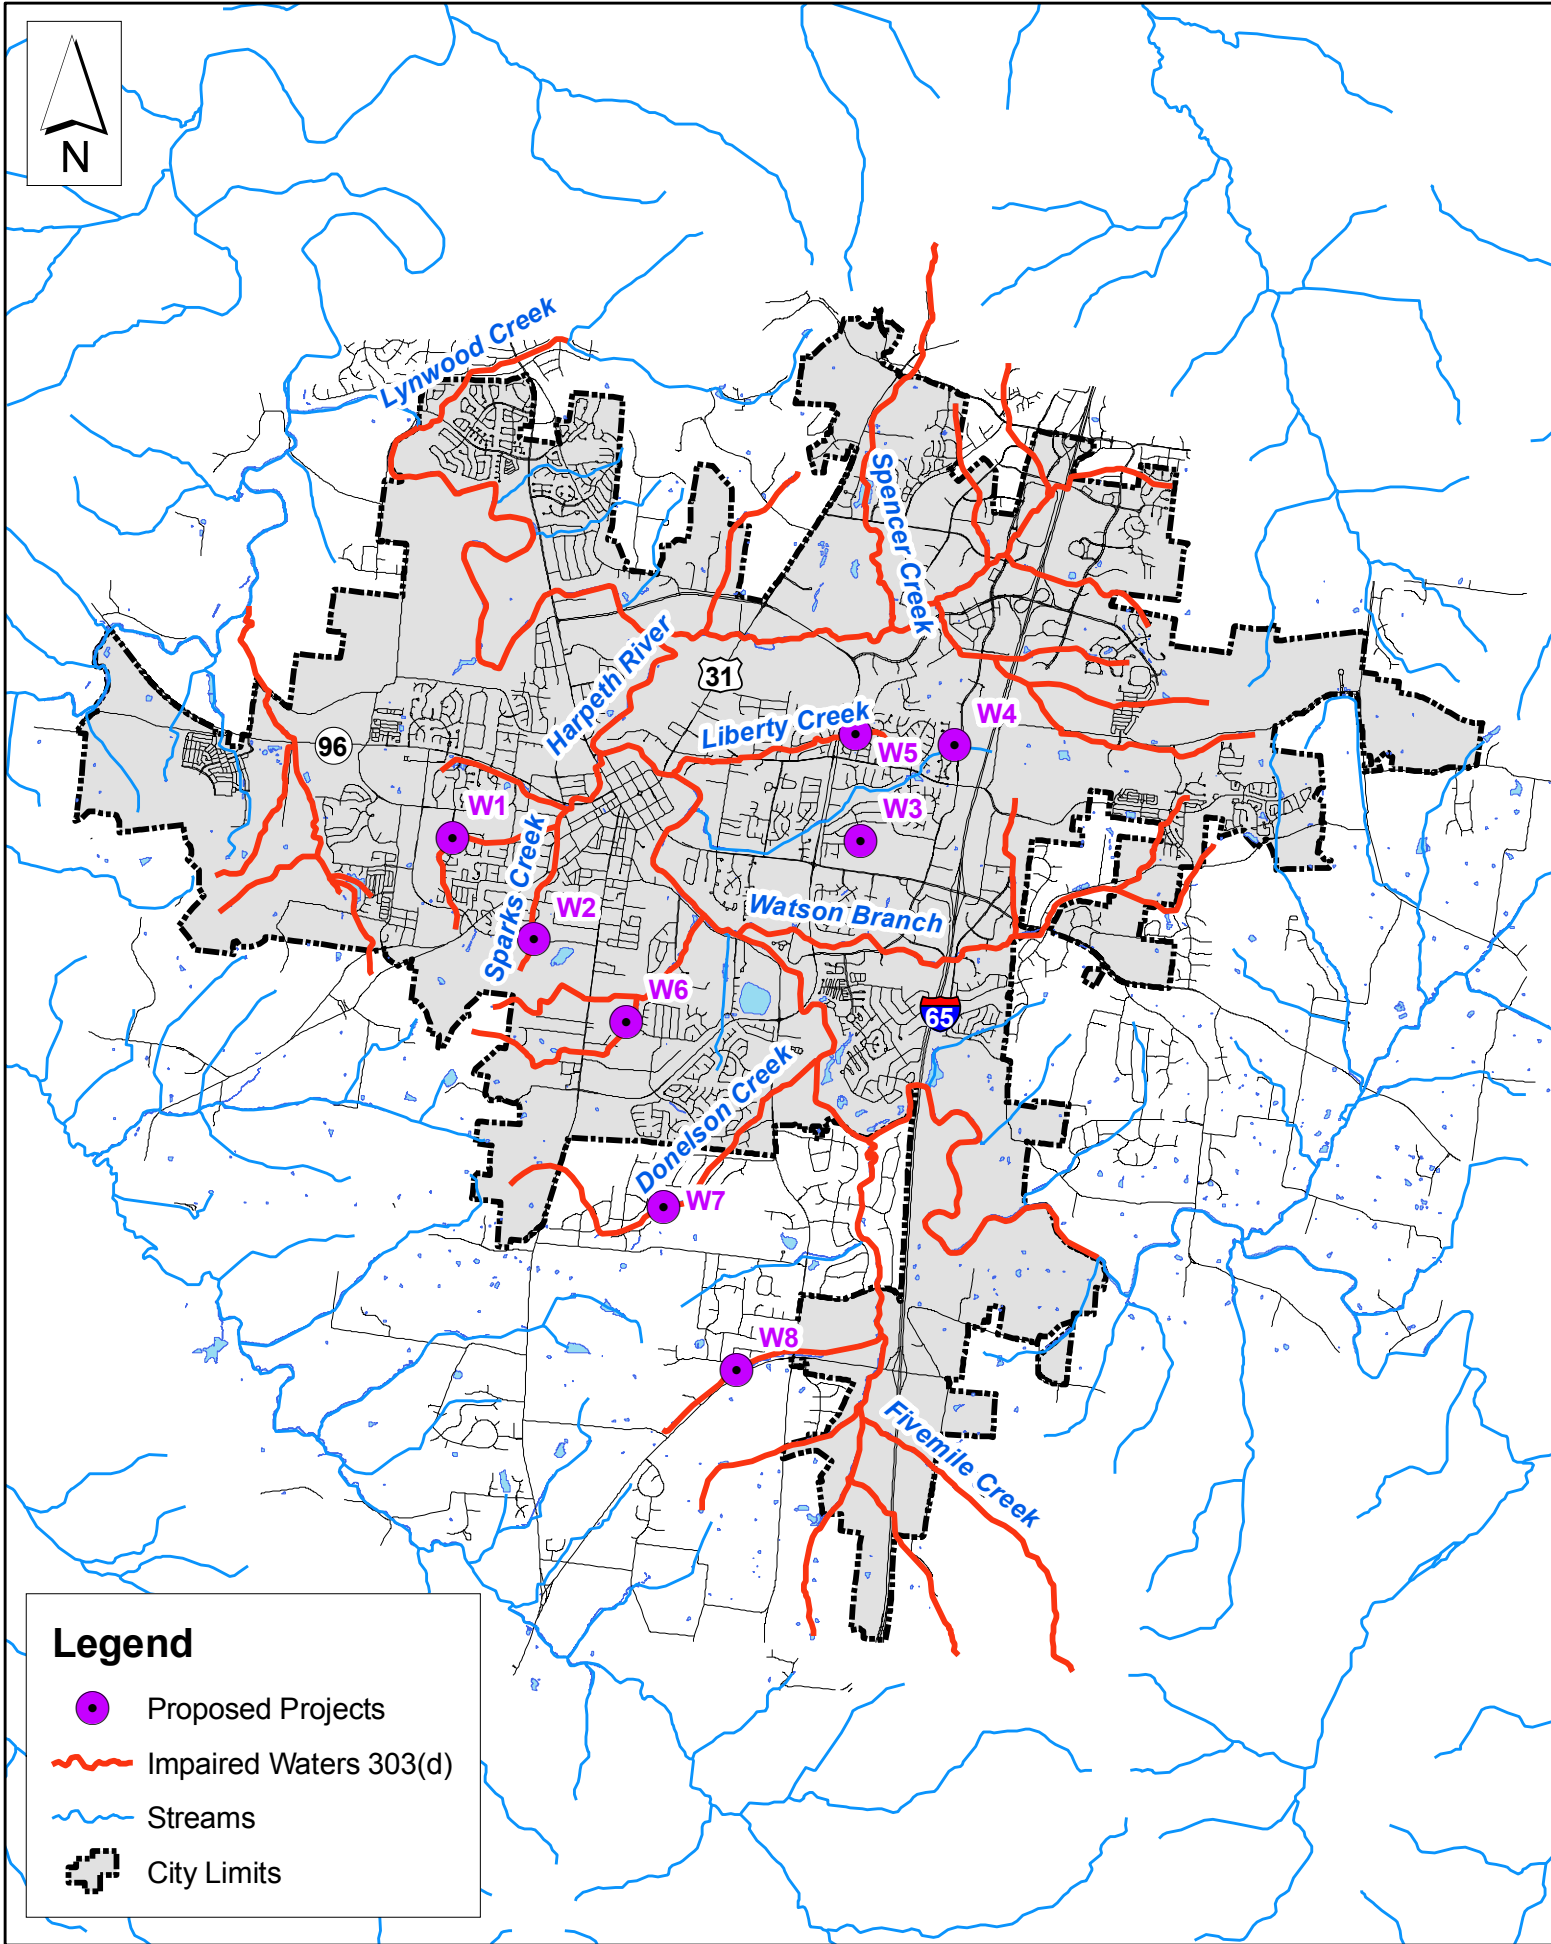 N
Lynwood Creek
Spencer Creek
Harpeth River
31
Liberty Creek
W4
W5
96
W1
W3
Sparks Creek
W2
Watson Branch
W6
65
Donelson Creek
W7
W8
Fivemile Creek
Legend
Proposed Projects
Impaired Waters 303(d)
Streams
City Limits